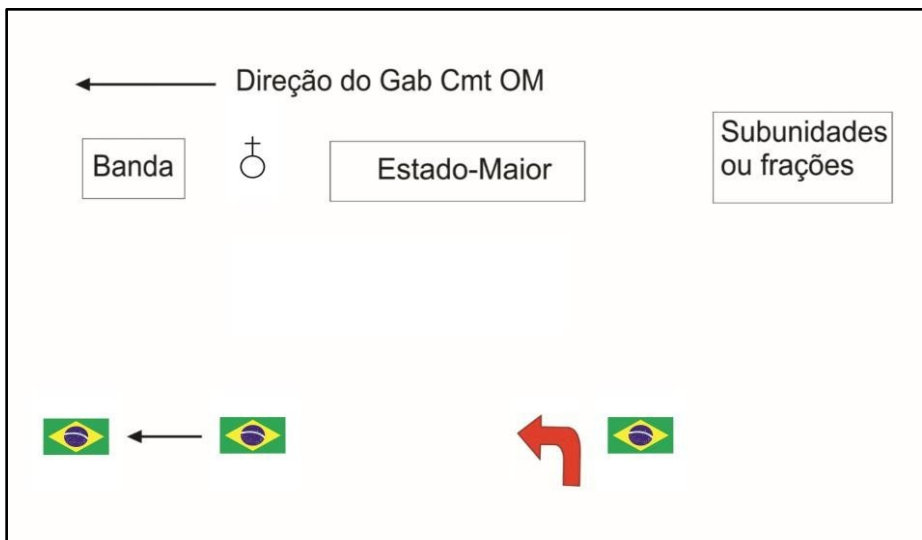 Direção do Gab Cmt OM
Banda
Estado-Maior
Subunidades
ou frações